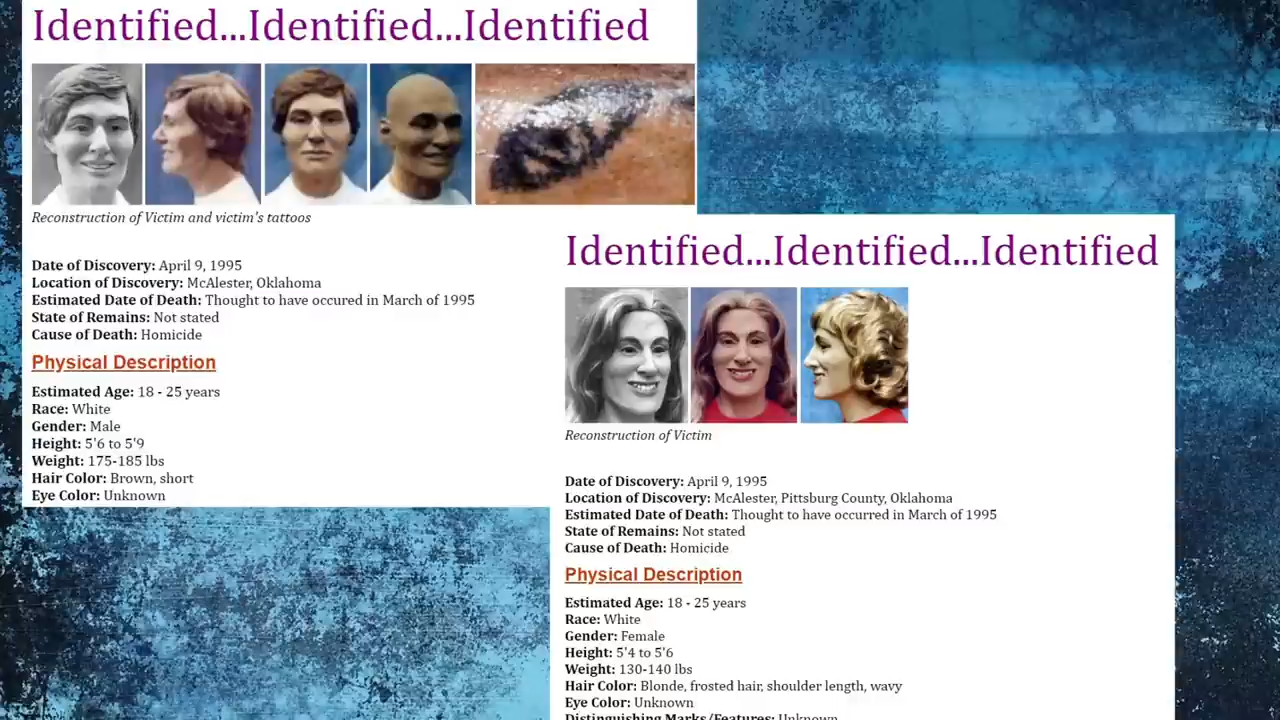 Identified...Identified...Identified
Reconstruction of Victim and victim's tattoos
Date of Discovery: April 9, 1995
Location of Discovery: McAlester, Oklahoma
Estimated Date of Death: Thought to have occured in March of 1995
State of Remains: Not stated
Cause of Death: Homicide
Physical Description
Estimated Age: 18 - 25 years
Race: White
Gender: Male
Height: 5'6 to 5'9
Weight: 175-185 lbs
Hair Color: Brown, short
Eye Color: Unknown
Identified...Identified...Identified
Reconstruction of Victim
Date of Discovery: April 9, 1995
Location of Discovery: McAlester, Pittsburg County, Oklahoma
Estimated Date of Death: Thought to have occurred in March of 1995
State of Remains: Not stated
Cause of Death: Homicide
Physical Description
Estimated Age: 18 - 25 years
Race: White
Gender: Female
Height: 5'4 to 5'6
Weight: 130-140 lbs
Hair Color: Blonde, frosted hair, shoulder length, wavy
Eye Color: Unknown
Distinguishing Marks/Features: Unknown